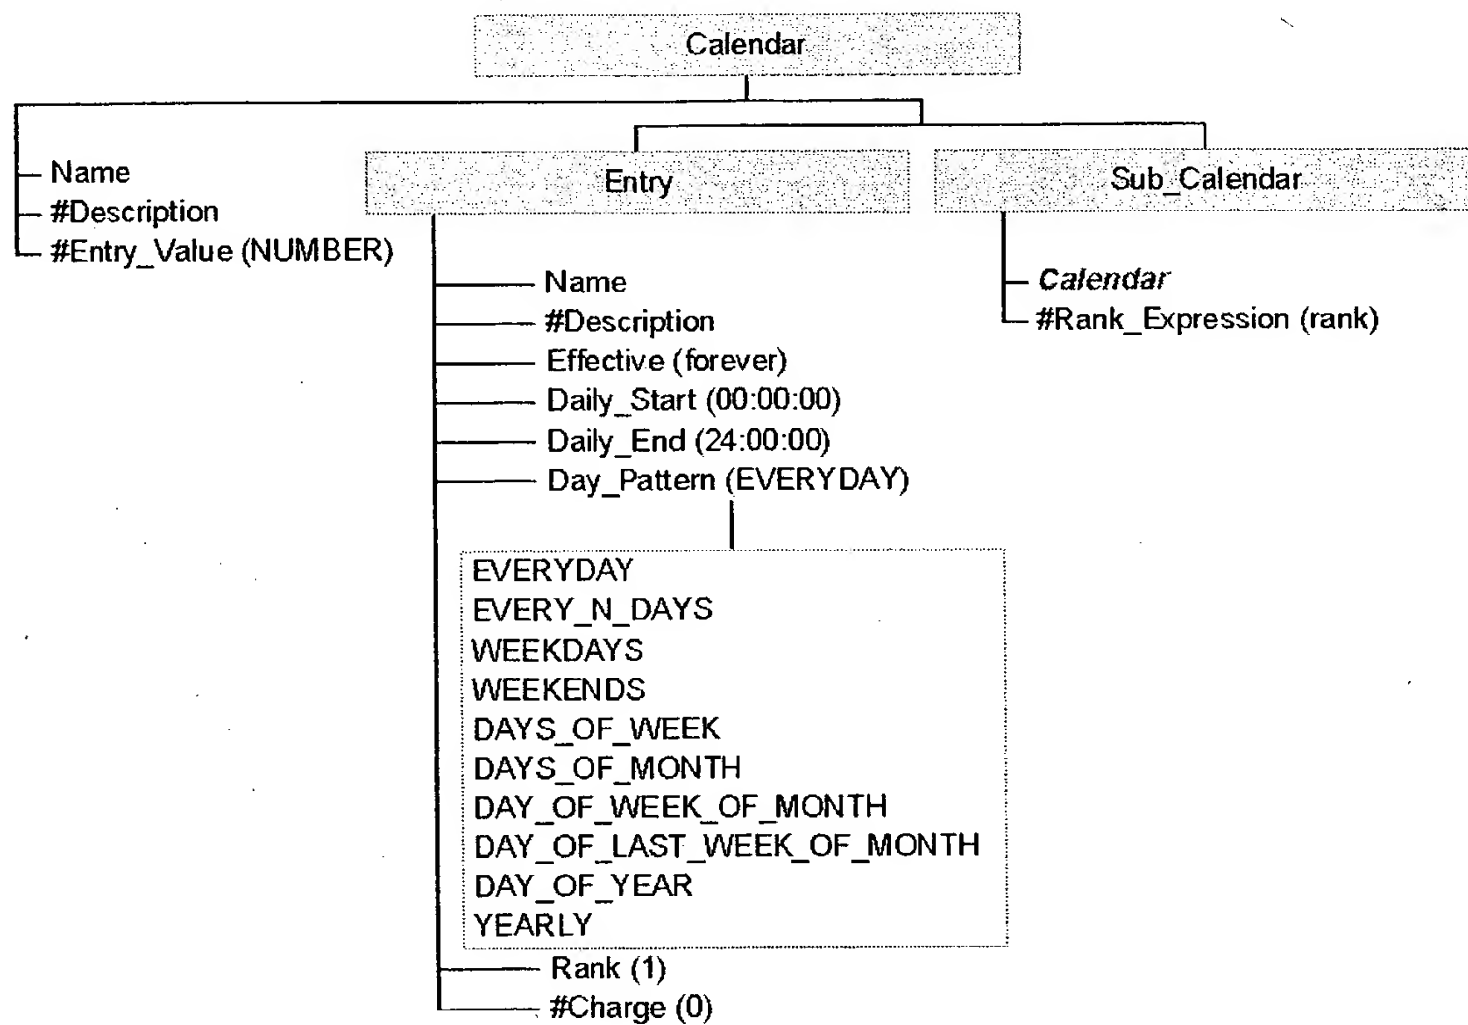 Calendar
Name
#Description
#Entry_Value (NUMBER)
Entry
Name
#Description
Effective (forever)
Daily_Start (00:00:00)
Daily_End (24:00:00)
Day_Pattern (EVERYDAY)
EVERYDAY
EVERY_N_DAYS
WEEKDAYS
WEEKENDS
DAYS_OF_WEEK
DAYS_OF_MONTH
DAY_OF_WEEK_OF_MONTH
DAY_OF_LAST_WEEK_OF_MONTH
DAY_OF_YEAR
YEARLY
Rank (1)
#Charge (0)
Sub_Calendar
Calendar
#Rank_Expression (rank)